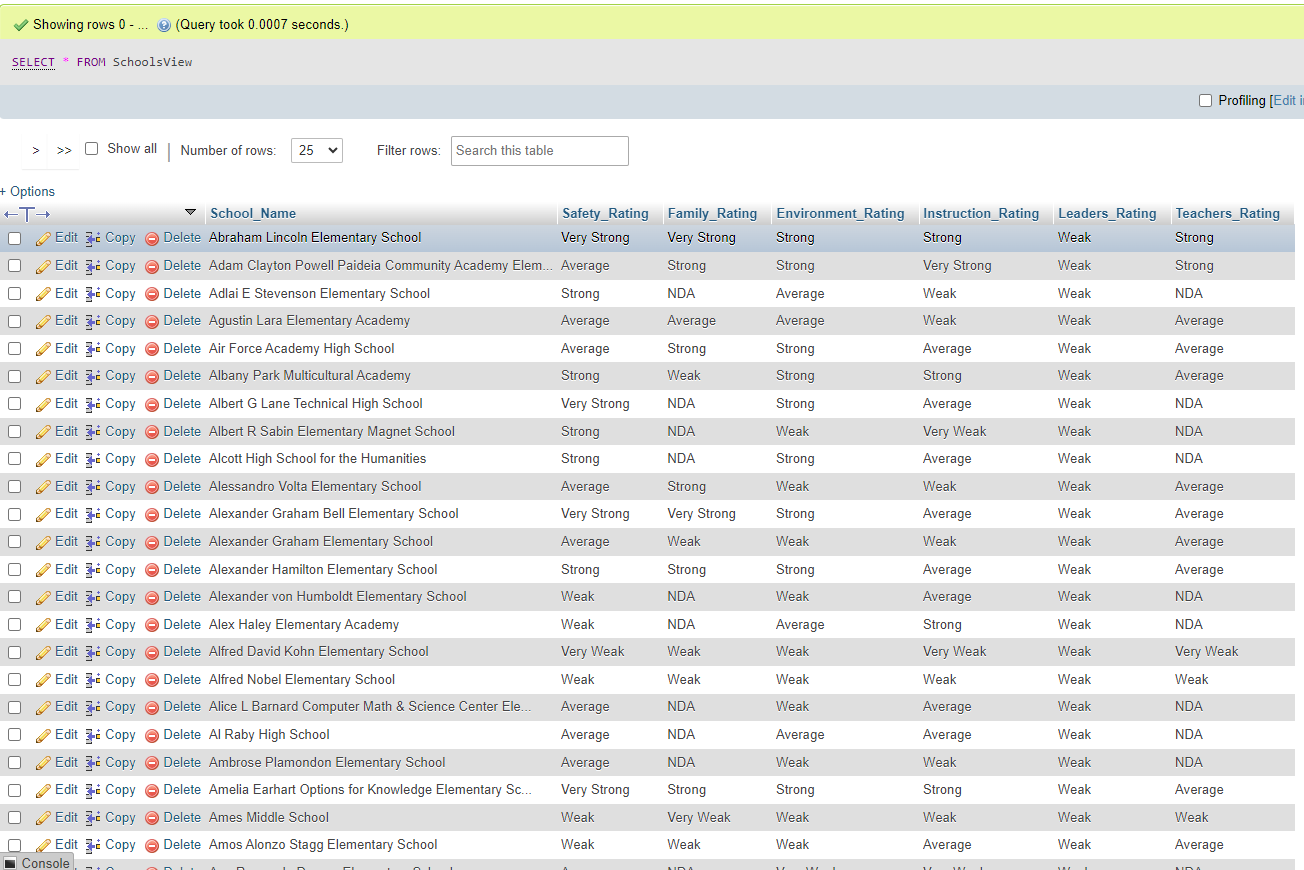 Showing rows 0 - ... (Query took 0.0007 seconds.)
SELECT * FROM SchoolsView
Profiling [Edit i
> >> Show all | Number of rows: 25 Filter rows: Search this table
+ Options
←T→ School_Name Safety_Rating Family_Rating Environment_Rating Instruction_Rating Leaders_Rating Teachers_Rating
Edit Copy Delete Abraham Lincoln Elementary School Very Strong Very Strong Strong Strong Weak Strong
Edit Copy Delete Adam Clayton Powell Paideia Community Academy Elem... Average Strong Strong Very Strong Weak Strong
Edit Copy Delete Adlai E Stevenson Elementary School Strong NDA Average Weak Weak NDA
Edit Copy Delete Agustin Lara Elementary Academy Average Average Average Weak Weak Average
Edit Copy Delete Air Force Academy High School Average Strong Strong Average Weak Average
Edit Copy Delete Albany Park Multicultural Academy Strong Weak Strong Strong Weak Average
Edit Copy Delete Albert G Lane Technical High School Very Strong NDA Strong Average Weak NDA
Edit Copy Delete Albert R Sabin Elementary Magnet School Strong NDA Weak Very Weak Weak NDA
Edit Copy Delete Alcott High School for the Humanities Strong NDA Strong Average Weak NDA
Edit Copy Delete Alessandro Volta Elementary School Average Strong Weak Weak Weak Average
Edit Copy Delete Alexander Graham Bell Elementary School Very Strong Very Strong Strong Average Weak Average
Edit Copy Delete Alexander Graham Elementary School Average Weak Weak Weak Weak Average
Edit Copy Delete Alexander Hamilton Elementary School Strong Strong Strong Average Weak Average
Edit Copy Delete Alexander von Humboldt Elementary School Weak NDA Weak Average Weak NDA
Edit Copy Delete Alex Haley Elementary Academy Weak NDA Average Strong Weak NDA
Edit Copy Delete Alfred David Kohn Elementary School Very Weak Weak Weak Very Weak Weak Very Weak
Edit Copy Delete Alfred Nobel Elementary School Weak Weak Weak Weak Weak Weak
Edit Copy Delete Alice L Barnard Computer Math & Science Center Ele... Average NDA Weak Average Weak NDA
Edit Copy Delete Al Raby High School Average NDA Average Average Weak NDA
Edit Copy Delete Ambrose Plamondon Elementary School Average NDA Weak Weak Weak NDA
Edit Copy Delete Amelia Earhart Options for Knowledge Elementary Sc... Very Strong Strong Strong Strong Weak Average
Edit Copy Delete Ames Middle School Weak Very Weak Weak Weak Weak Weak
Edit Copy Delete Amos Alonzo Stagg Elementary School Weak Weak Weak Average Weak Average
Console